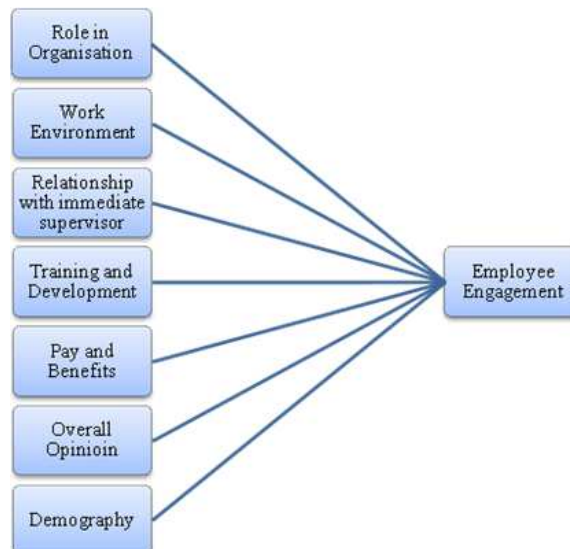 Role in
Organisation
Work
Environment
Relationship
with immediate
supervisor
Training and
Development
Pay and
Benefits
Overall
Opinioin
Demography
Employee
Engagement